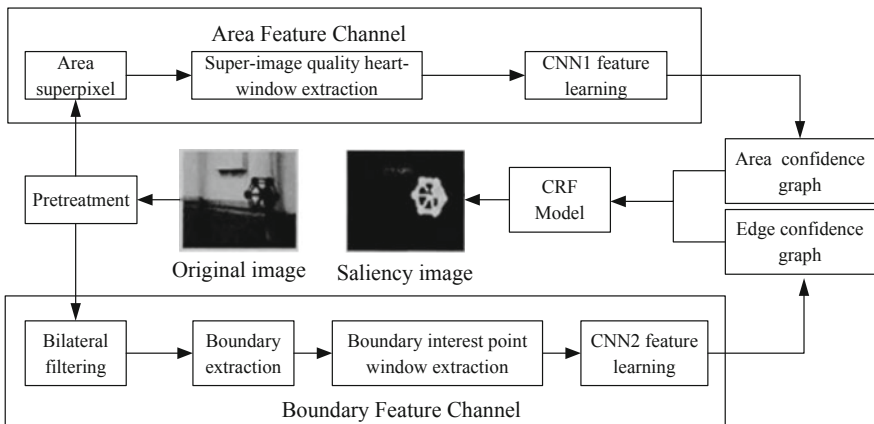 Area Feature Channel
Area
superpixel
Super-image quality heart-
window extraction
CNN1 feature
learning
Pretreatment
Original image
Saliency image
CRF
Model
Area confidence
graph
Edge confidence
graph
Bilateral
filtering
Boundary
extraction
Boundary interest point
window extraction
CNN2 feature
learning
Boundary Feature Channel